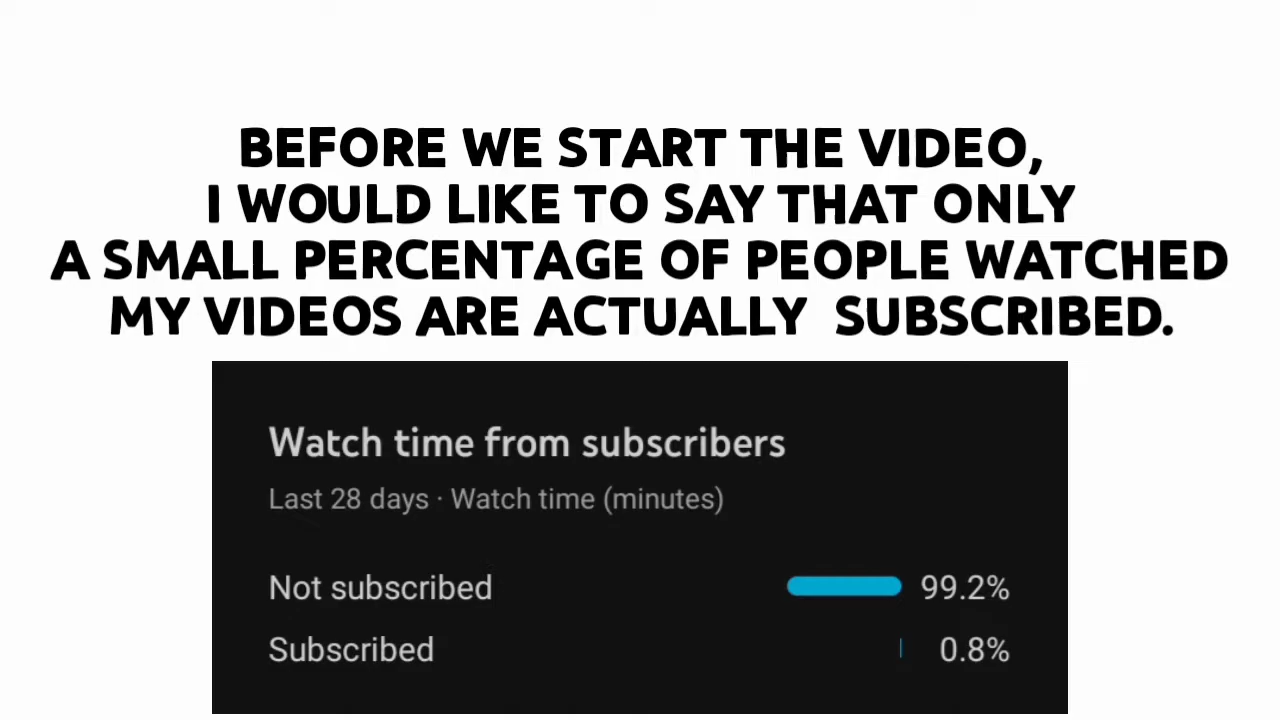 BEFORE WE START THE VIDEO,
I WOULD LIKE TO SAY THAT ONLY
A SMALL PERCENTAGE OF PEOPLE WATCHED
MY VIDEOS ARE ACTUALLY  SUBSCRIBED.
Watch time from subscribers
Last 28 days · Watch time (minutes)
Not subscribed 99.2%
Subscribed 0.8%